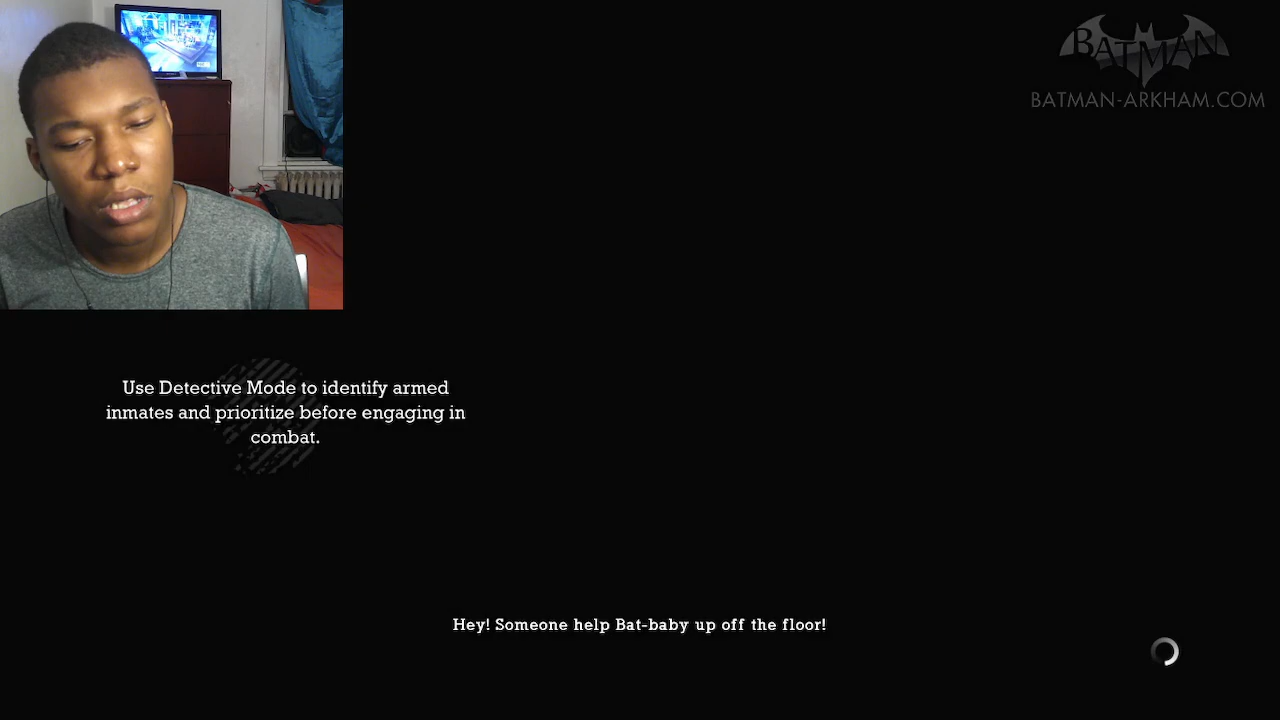 BATMAN
BATMAN-ARKHAM.COM
Use Detective Mode to identify armed
inmates and prioritize before engaging in
combat.
Hey! Someone help Bat-baby up off the floor!